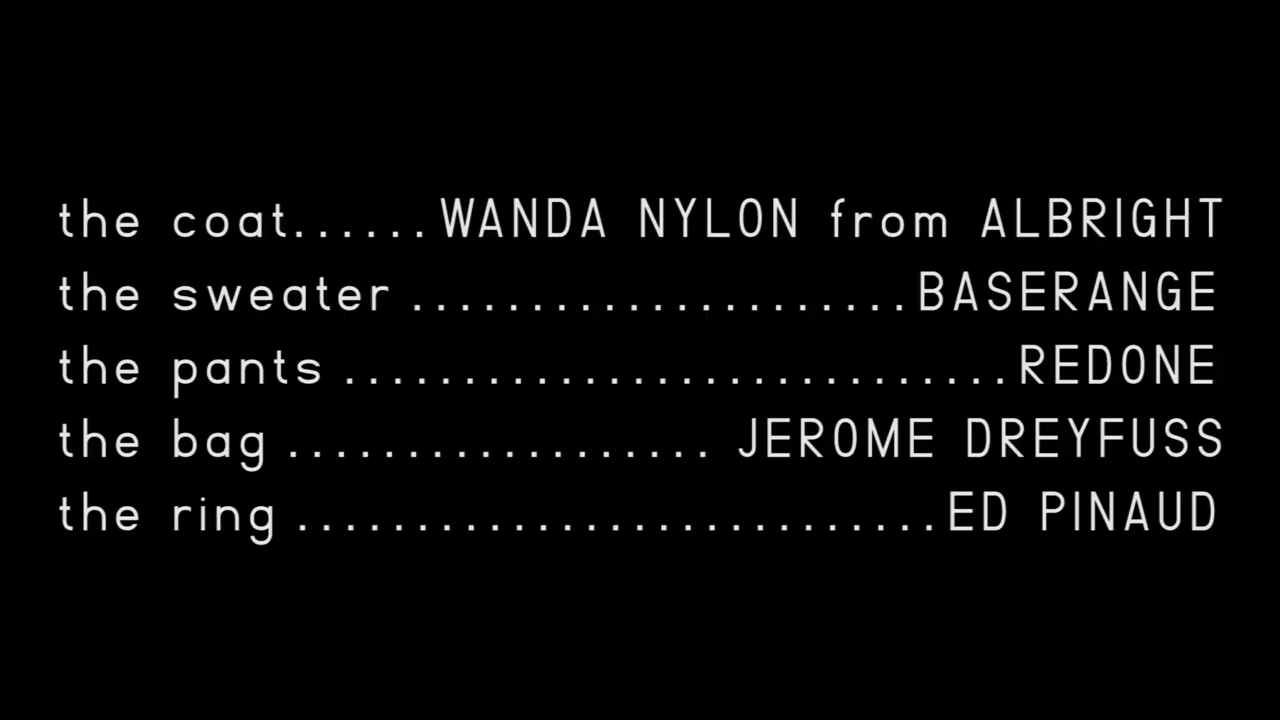 the coat......WANDA NYLON from ALBRIGHT
the sweater .....................BASERANGE
the pants ............................REDONE
the bag .................. JEROME DREYFUSS
the ring ...........................ED PINAUD